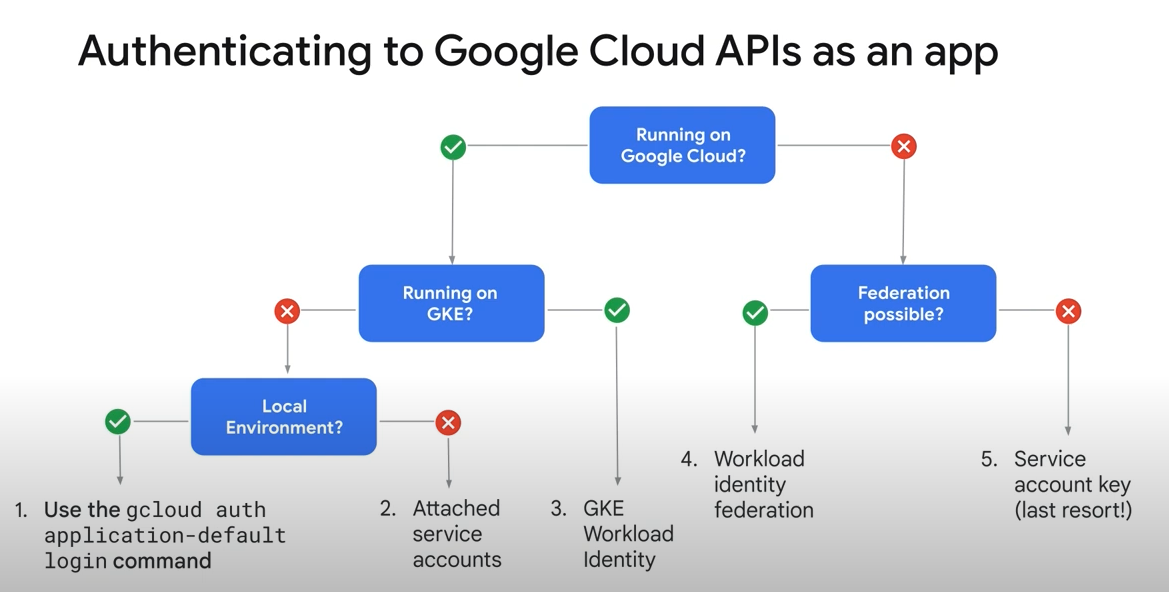 Authenticating to Google Cloud APIs as an app
Running on
Google Cloud?
Running on
GKE?
Federation
possible?
Local
Environment?
1. Use the gcloud auth
application-default
login command
2. Attached
service
accounts
3. GKE
Workload
Identity
4. Workload
identity
federation
5. Service
account key
(last resort!)